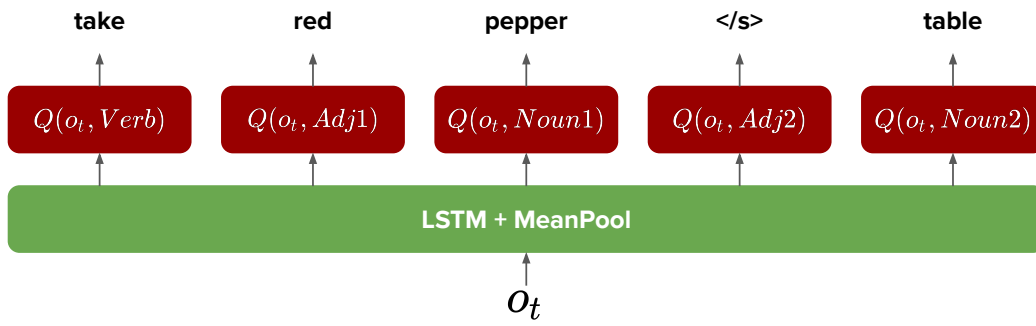 take red pepper </s> table
Q(o_t, Verb) Q(o_t, Adj1) Q(o_t, Noun1) Q(o_t, Adj2) Q(o_t, Noun2)
LSTM + MeanPool
o_t